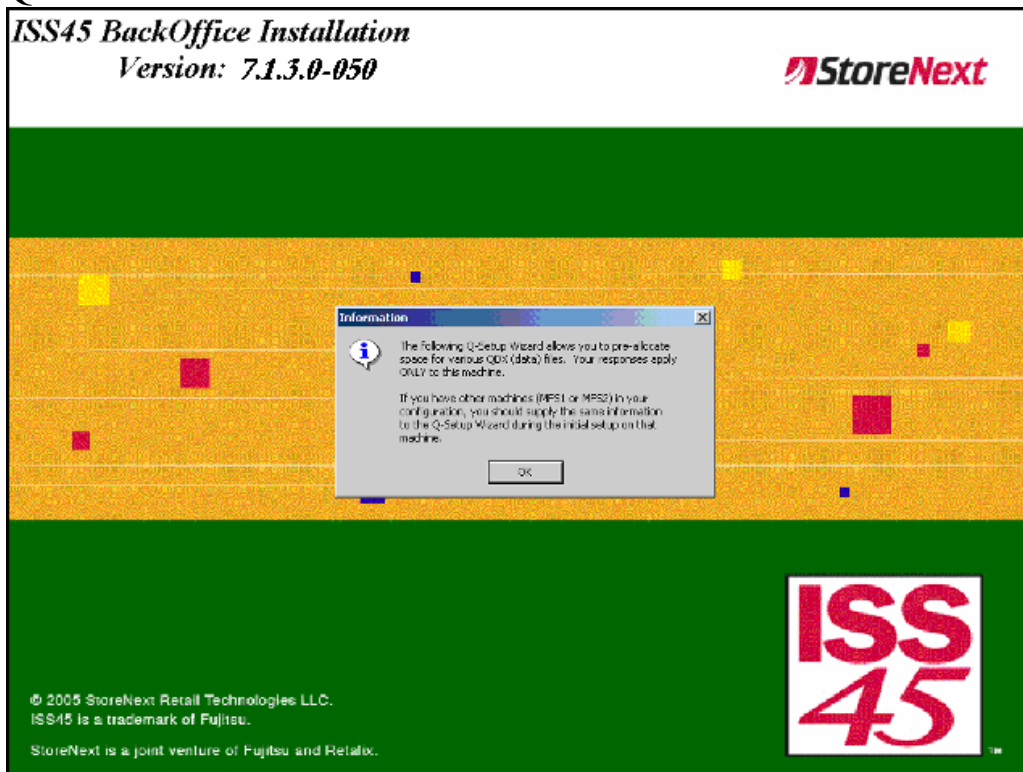 ISS45 BackOffice Installation
Version: 7.1.3.0-050
StoreNext
Information
The Following Q-Setup Wizard allows you to pre-allocate
space for various QDX (data) files. Your responses apply
ONLY to this machine.
If you have other machines (MFS1 or MFS2) in your
configuration, you should supply the same information
to the Q-Setup Wizard during the initial setup on that
machine.
OK
ISS
45
™
© 2005 StoreNext Retail Technologies LLC.
ISS45 is a trademark of Fujitsu.
StoreNext is a joint venture of Fujitsu and Retalix.